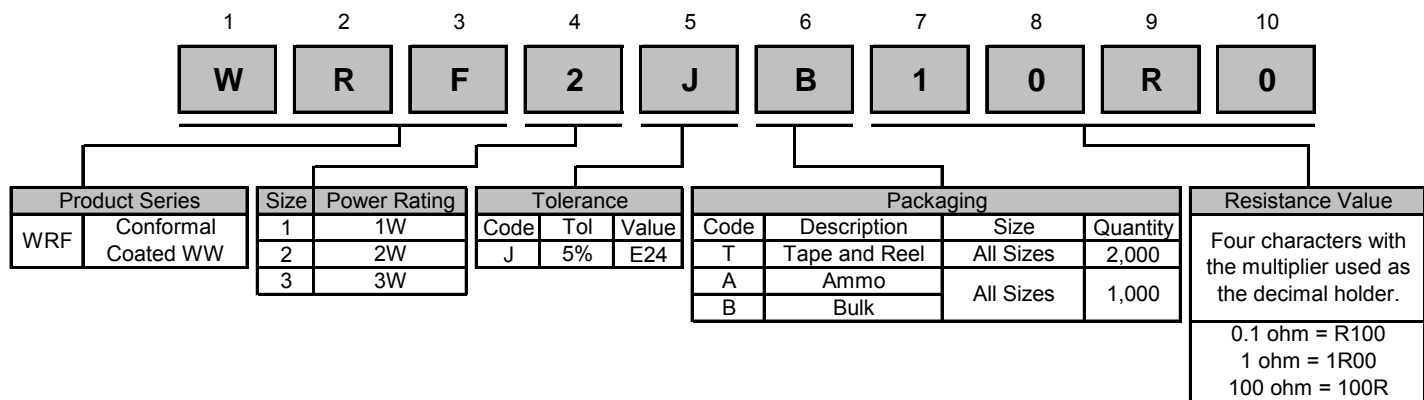 1 2 3 4 5 6 7 8 9 10
W R F 2 J B 1 0 R 0
Product Series
WRF Conformal
Coated WW
Size Power Rating
1 1W
2 2W
3 3W
Tolerance
Code Tol Value
J 5% E24
Packaging
Code Description Size Quantity
T Tape and Reel All Sizes 2,000
A Ammo All Sizes 1,000
B Bulk
Resistance Value
Four characters with
the multiplier used as
the decimal holder.
0.1 ohm = R100
1 ohm = 1R00
100 ohm = 100R